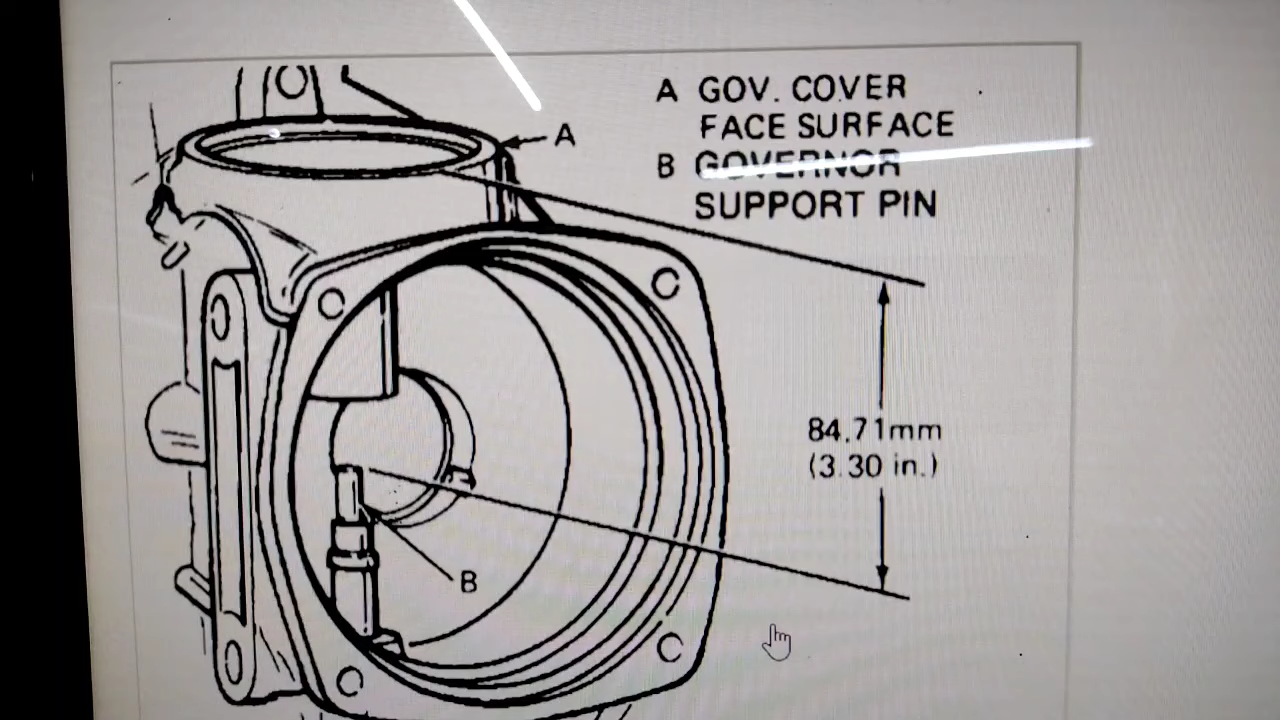 A GOV. COVER
FACE SURFACE
A
B GOVERNOR
SUPPORT PIN
84.71mm
(3.30 in.)
B